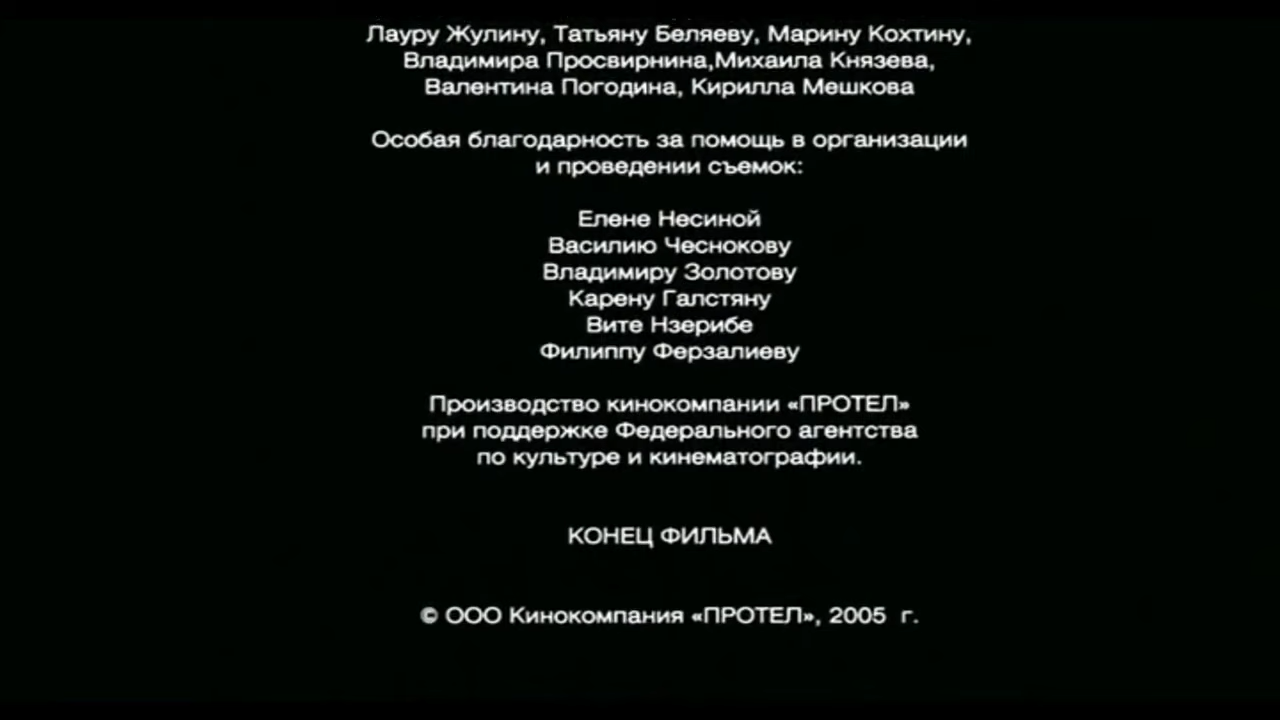 Лауру Жулину, Татьяну Беляеву, Марину Кохтину,
Владимира Просвирнина,Михаила Князева,
Валентина Погодина, Кирилла Мешкова
Особая благодарность за помощь в организации
и проведении съемок:
Елене Несиной
Василию Чеснокову
Владимиру Золотову
Карену Галстяну
Вите Нзерибе
Филиппу Ферзалиеву
Производство кинокомпании «ПРОТЕЛ»
при поддержке Федерального агентства
по культуре и кинематографии.
КОНЕЦ ФИЛЬМА
© ООО Кинокомпания «ПРОТЕЛ», 2005 г.